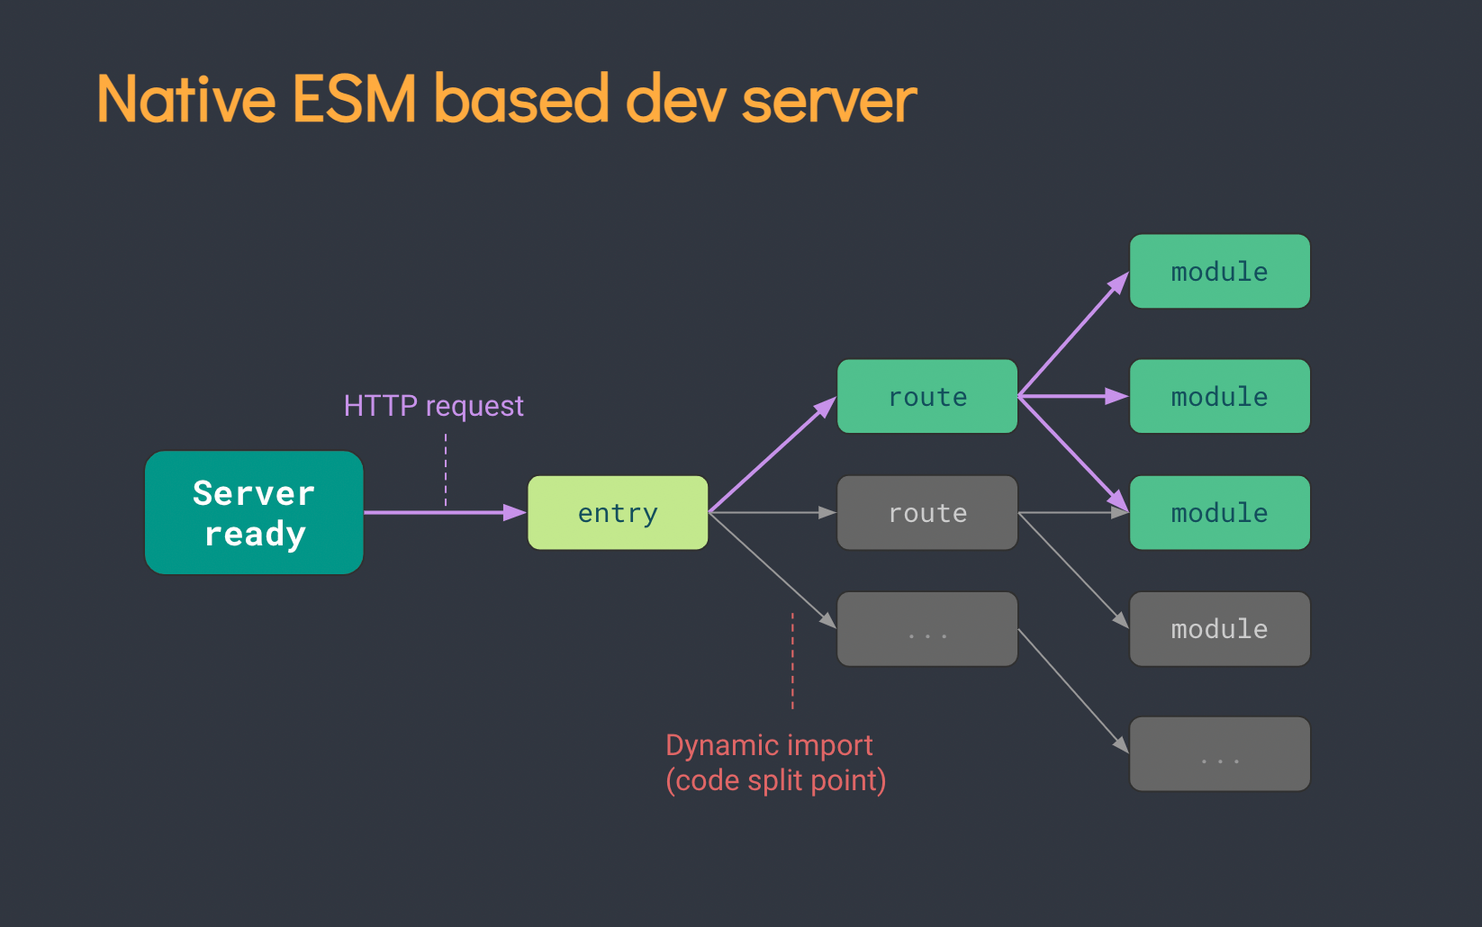 Native ESM based dev server
module
route
module
HTTP request
Server
ready
entry
route
module
...
module
Dynamic import
(code split point)
...